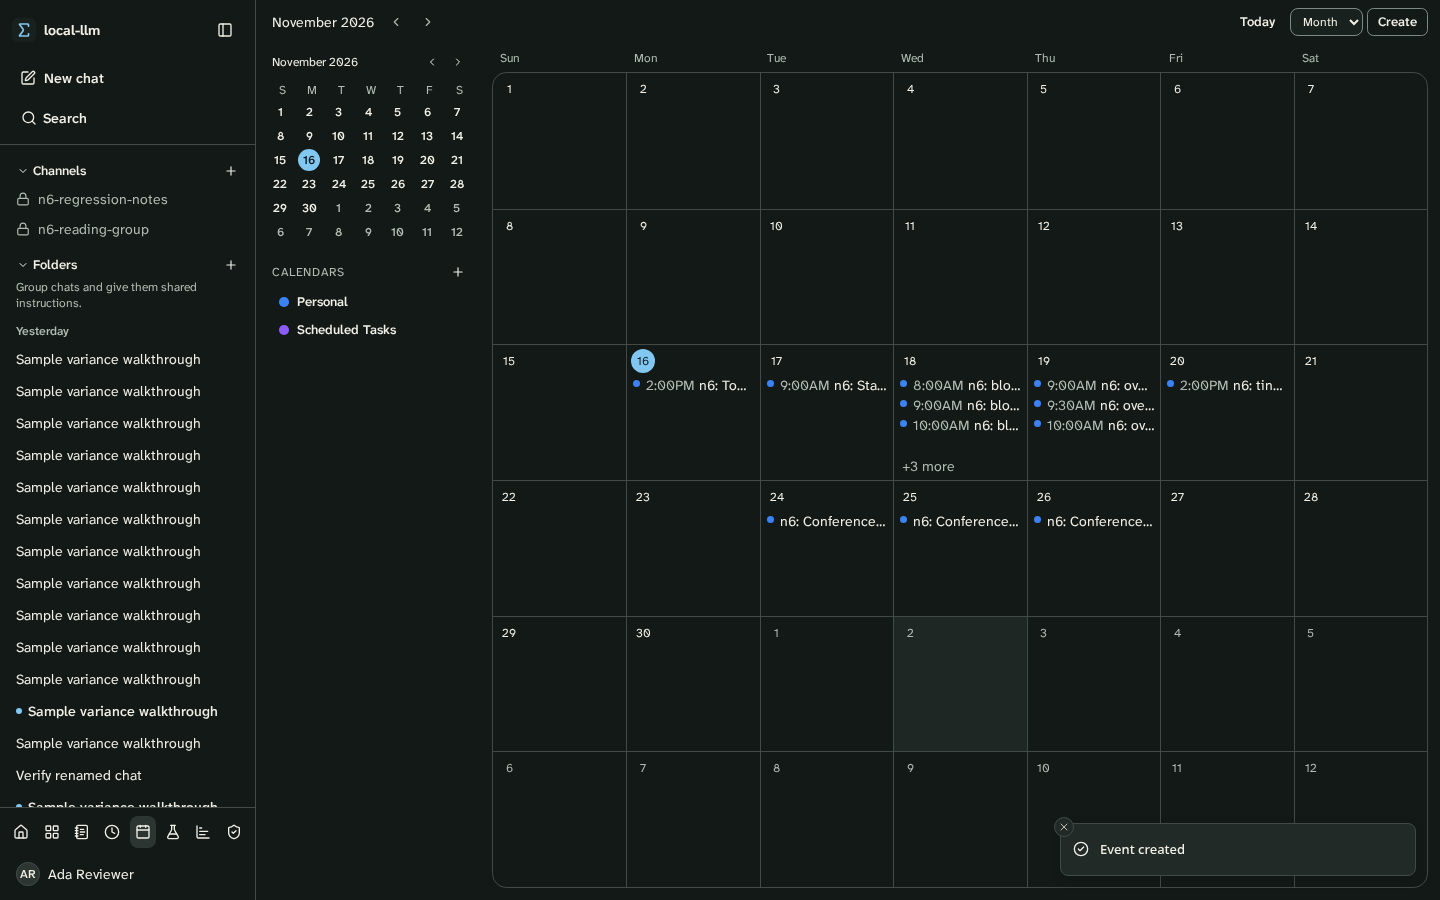 local-llm
New chat
Search
Channels
n6-regression-notes
n6-reading-group
Folders
Group chats and give them shared
instructions.
Yesterday
Sample variance walkthrough
Sample variance walkthrough
Sample variance walkthrough
Sample variance walkthrough
Sample variance walkthrough
Sample variance walkthrough
Sample variance walkthrough
Sample variance walkthrough
Sample variance walkthrough
Sample variance walkthrough
Sample variance walkthrough
Sample variance walkthrough
Sample variance walkthrough
Verify renamed chat
Sample variance walkthrough
AR Ada Reviewer
November 2026
Today Month Create
November 2026
S M T W T F S
1 2 3 4 5 6 7
8 9 10 11 12 13 14
15 16 17 18 19 20 21
22 23 24 25 26 27 28
29 30 1 2 3 4 5
6 7 8 9 10 11 12
CALENDARS
Personal
Scheduled Tasks
Sun Mon Tue Wed Thu Fri Sat
1 2 3 4 5 6 7
8 9 10 11 12 13 14
15 16 17 18 19 20 21
2:00PM n6: To... 9:00AM n6: Sta... 8:00AM n6: blo... 9:00AM n6: ov... 2:00PM n6: tin...
9:00AM n6: blo... 9:30AM n6: ove...
10:00AM n6: bl... 10:00AM n6: ov...
+3 more
22 23 24 25 26 27 28
n6: Conference... n6: Conference... n6: Conference...
29 30 1 2 3 4 5
6 7 8 9 10 11 12
Event created